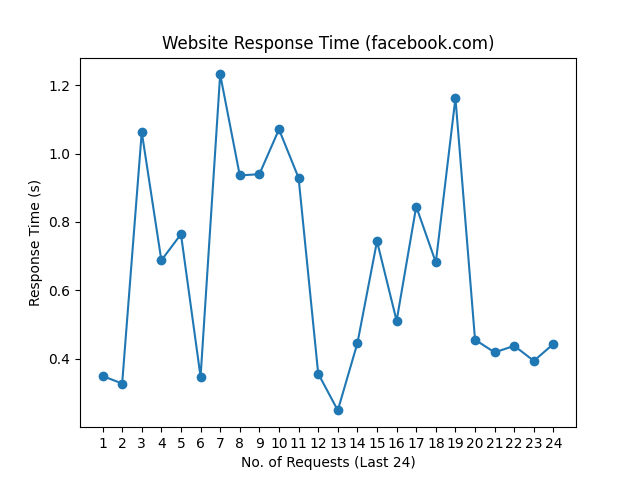 Website Response Time (facebook.com)
1.2
1.0
0.8
0.6
0.4
Response Time (s)
1 2 3 4 5 6 7 8 9 10 11 12 13 14 15 16 17 18 19 20 21 22 23 24
No. of Requests (Last 24)